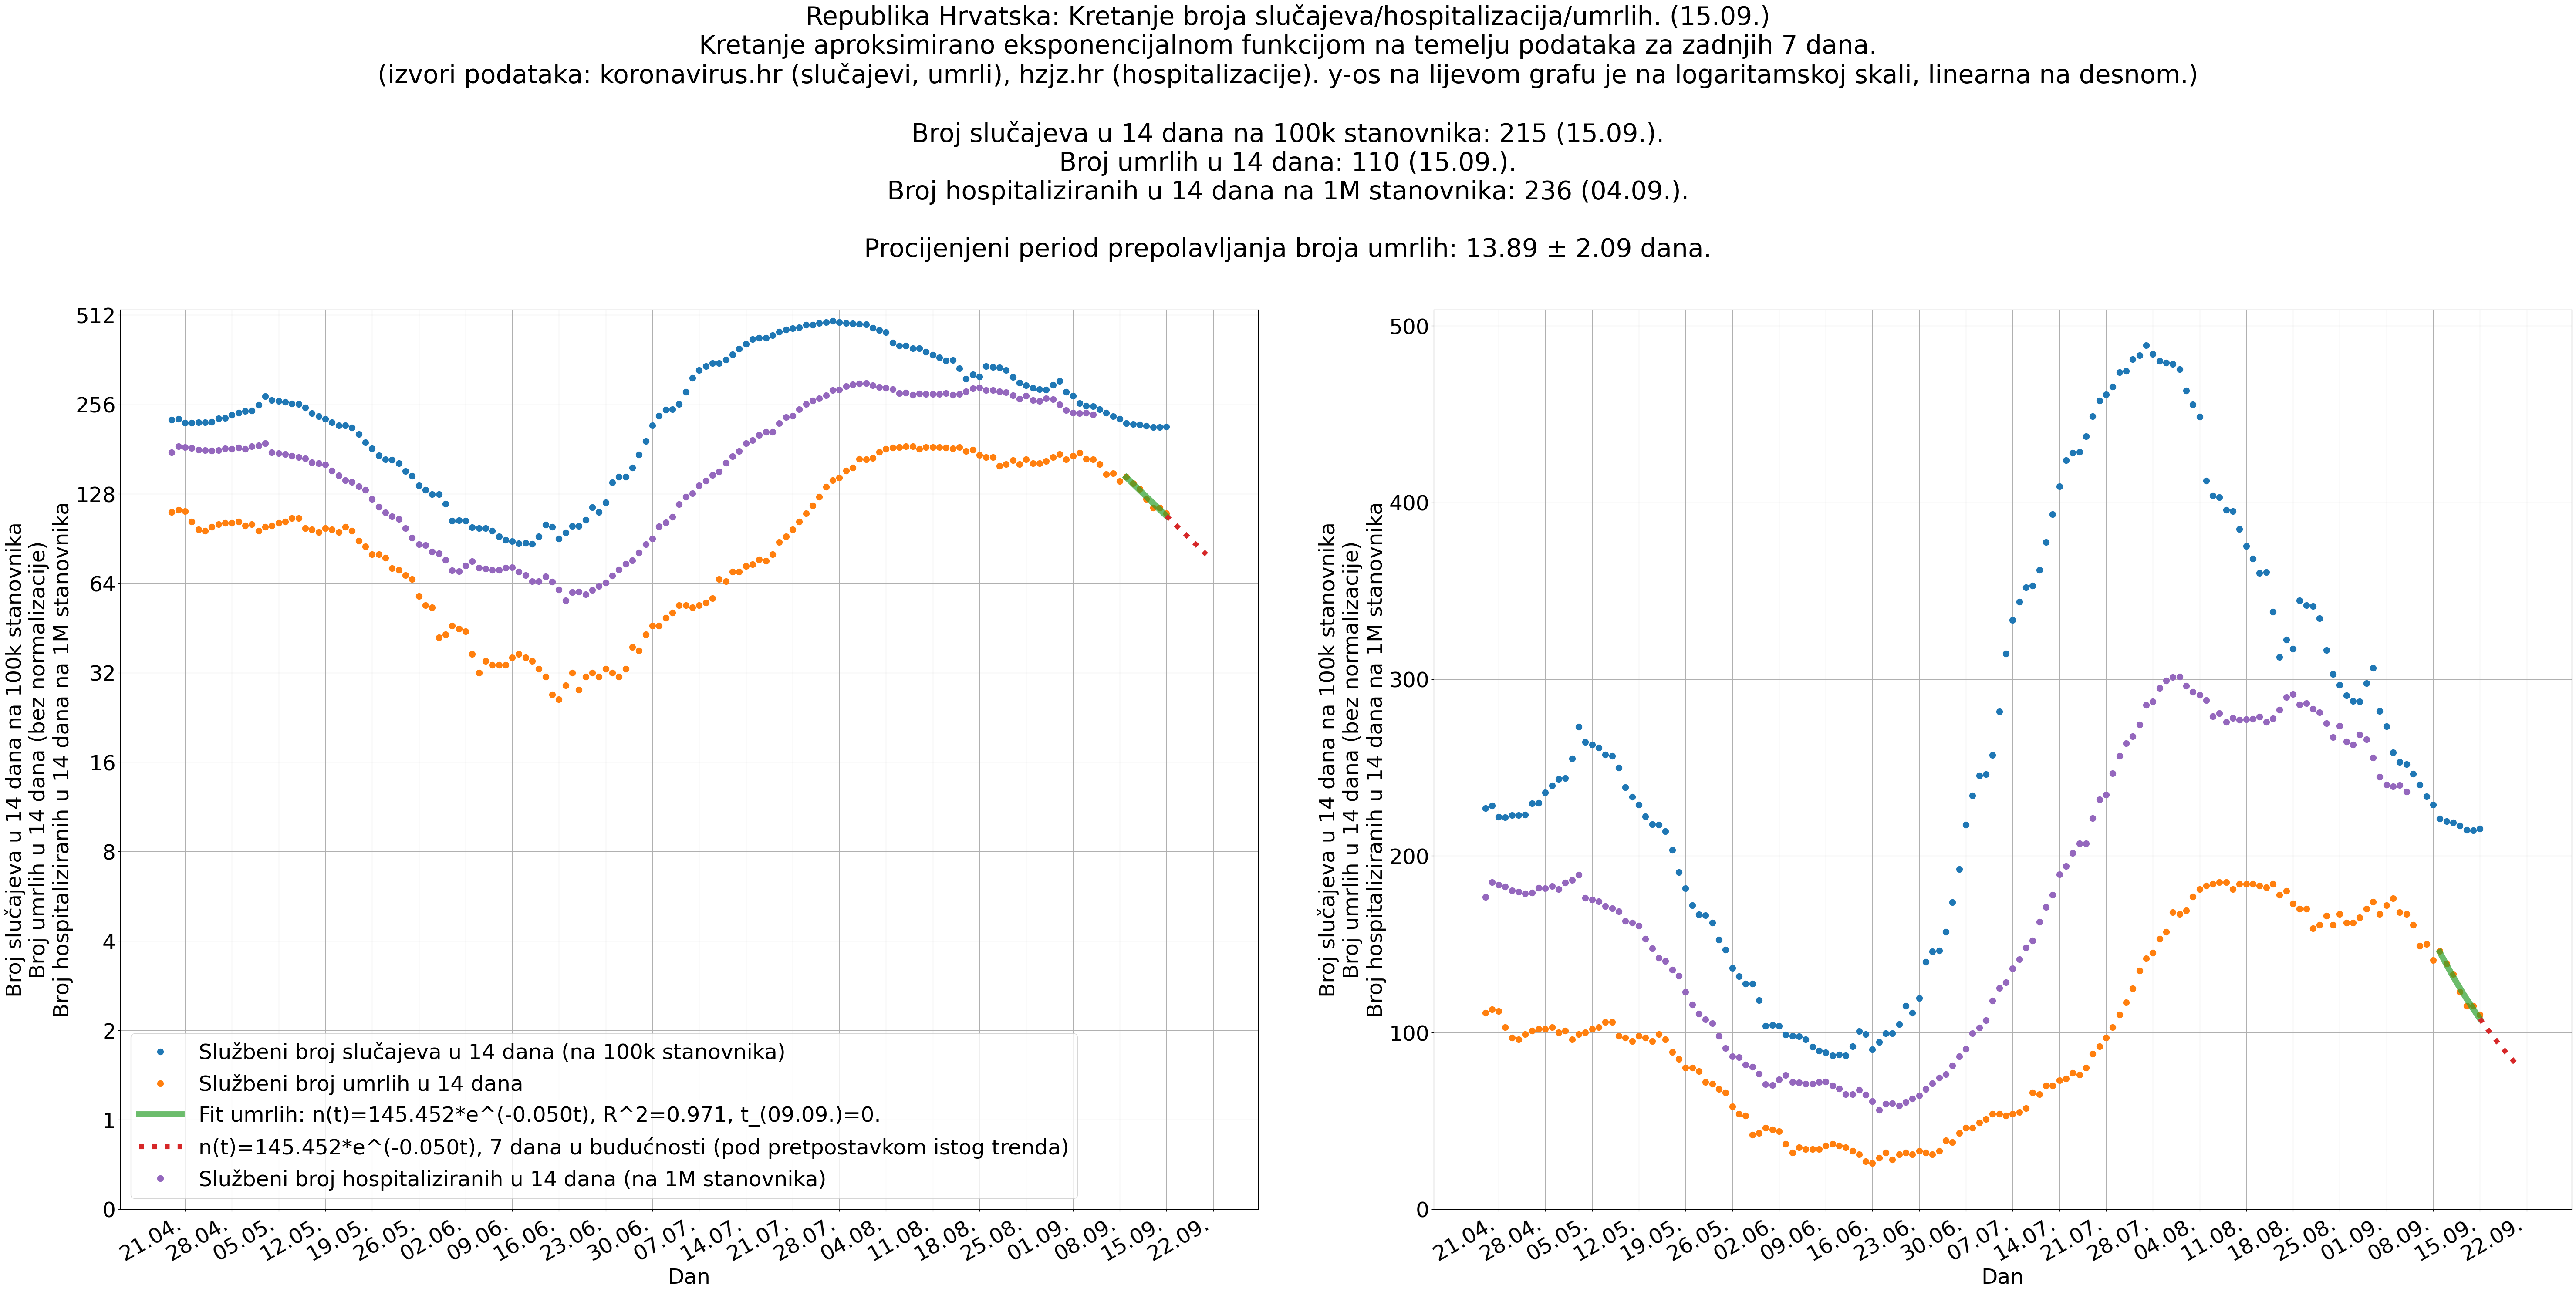 Republika Hrvatska: Kretanje broja slučajeva/hospitalizacija/umrlih. (15.09.)
Kretanje aproksimirano eksponencijalnom funkcijom na temelju podataka za zadnjih 7 dana.
(izvori podataka: koronavirus.hr (slučajevi, umrli), hzjz.hr (hospitalizacije). y-os na lijevom grafu je na logaritamskoj skali, linearna na desnom.)
Broj slučajeva u 14 dana na 100k stanovnika: 215 (15.09.).
Broj umrlih u 14 dana: 110 (15.09.).
Broj hospitaliziranih u 14 dana na 1M stanovnika: 236 (04.09.).
Procijenjeni period prepolavljanja broja umrlih: 13.89 ± 2.09 dana.
Broj slučajeva u 14 dana na 100k stanovnika
Broj umrlih u 14 dana (bez normalizacije)
Broj hospitaliziranih u 14 dana na 1M stanovnika
512
256
128
64
32
16
8
4
2
1
0
Službeni broj slučajeva u 14 dana (na 100k stanovnika)
Službeni broj umrlih u 14 dana
Fit umrlih: n(t)=145.452*e^(-0.050t), R^2=0.971, t_(09.09.)=0.
n(t)=145.452*e^(-0.050t), 7 dana u budućnosti (pod pretpostavkom istog trenda)
Službeni broj hospitaliziranih u 14 dana (na 1M stanovnika)
21.04. 28.04. 05.05. 12.05. 19.05. 26.05. 02.06. 09.06. 16.06. 23.06. 30.06. 07.07. 14.07. 21.07. 28.07. 04.08. 11.08. 18.08. 25.08. 01.09. 08.09. 15.09. 22.09.
Dan
Broj slučajeva u 14 dana na 100k stanovnika
Broj umrlih u 14 dana (bez normalizacije)
Broj hospitaliziranih u 14 dana na 1M stanovnika
500
400
300
200
100
0
21.04. 28.04. 05.05. 12.05. 19.05. 26.05. 02.06. 09.06. 16.06. 23.06. 30.06. 07.07. 14.07. 21.07. 28.07. 04.08. 11.08. 18.08. 25.08. 01.09. 08.09. 15.09. 22.09.
Dan